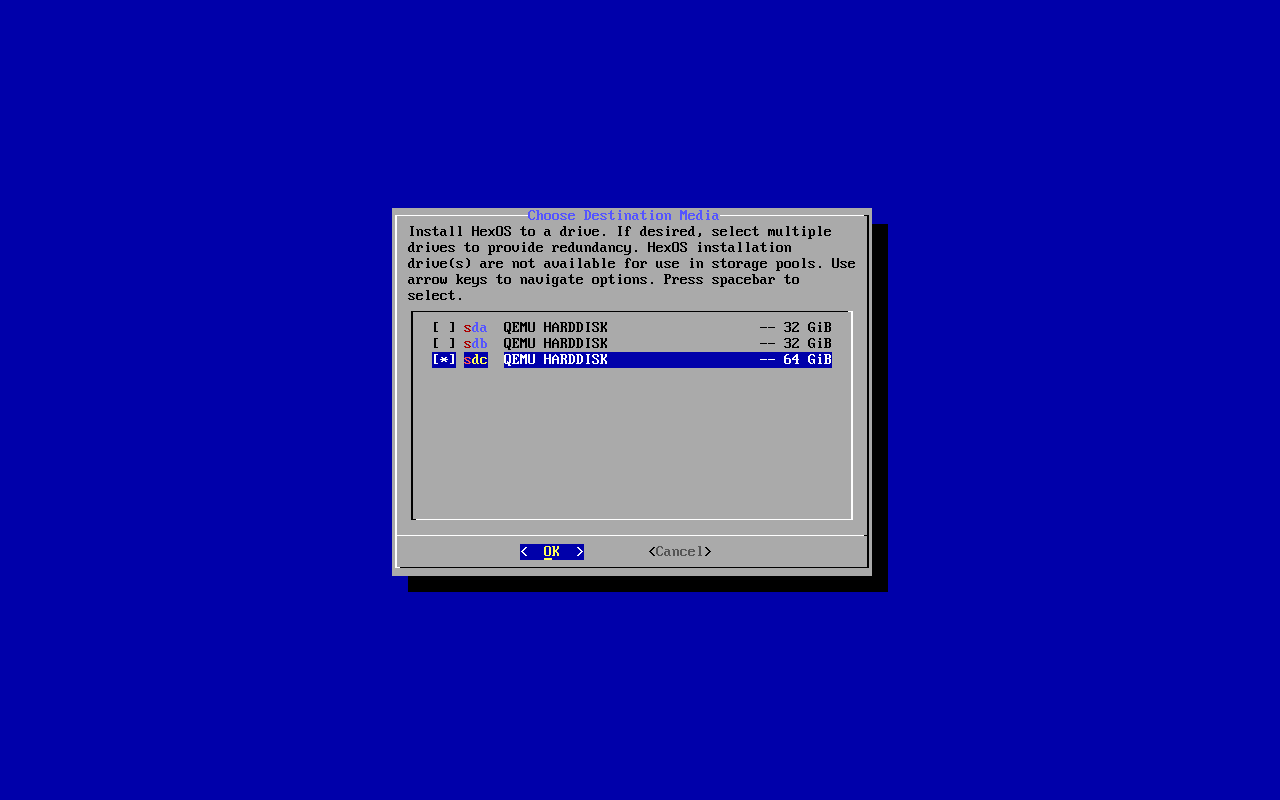 Choose Destination Media
Install HexOS to a drive. If desired, select multiple
drives to provide redundancy. HexOS installation
drive(s) are not available for use in storage pools. Use
arrow keys to navigate options. Press spacebar to
select.
[ ] sda  QEMU HARDDISK                   -- 32 GiB
[ ] sdb  QEMU HARDDISK                   -- 32 GiB
[*] sdc  QEMU HARDDISK                   -- 64 GiB
<  OK  >        <Cancel>